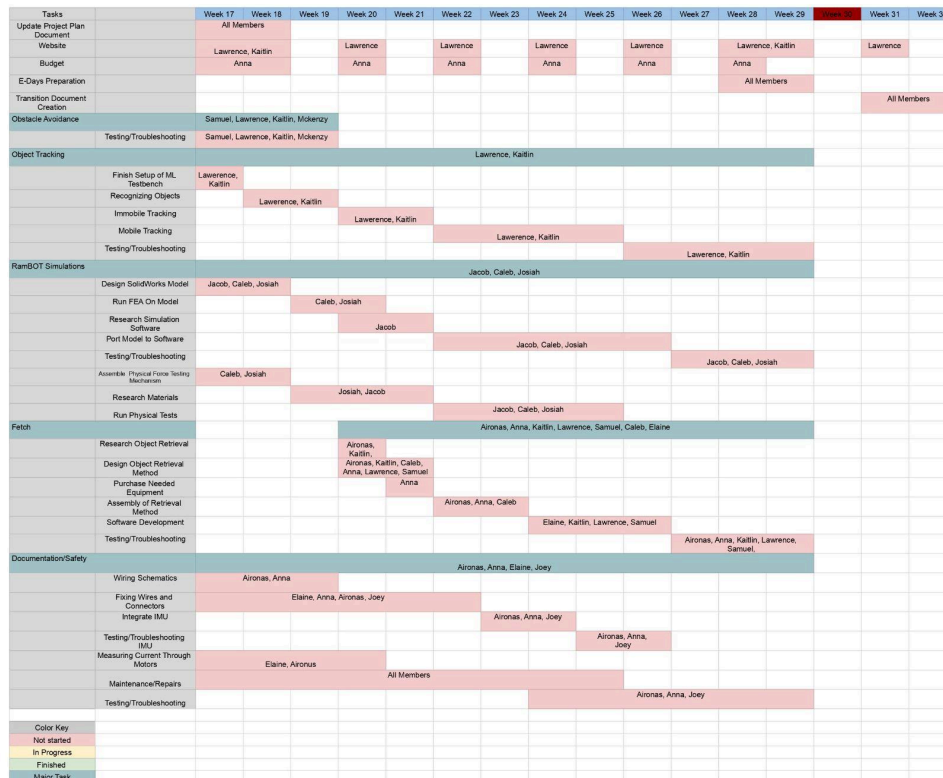 Tasks Week 17 Week 18 Week 19 Week 20 Week 21 Week 22 Week 23 Week 24 Week 25 Week 26 Week 27 Week 28 Week 29 Week 30 Week 31 Week 3
Update Project Plan
Document
All Members
Website
Lawrence, Kaitlin
Lawrence
Lawrence
Lawrence
Lawrence
Lawrence, Kaitlin
Lawrence
Budget
Anna
Anna
Anna
Anna
Anna
Anna
E-Days Preparation
All Members
Transition Document
Creation
All Members
Obstacle Avoidance
Samuel, Lawrence, Kaitlin, Mckenzy
Testing/Troubleshooting
Samuel, Lawrence, Kaitlin, Mckenzy
Object Tracking
Lawrence, Kaitlin
Finish Setup of ML
Testbench
Lawerence,
Kaitlin
Recognizing Objects
Lawerence, Kaitlin
Immobile Tracking
Lawerence, Kaitlin
Mobile Tracking
Lawerence, Kaitlin
Testing/Troubleshooting
Lawerence, Kaitlin
RamBOT Simulations
Jacob, Caleb, Josiah
Design SolidWorks Model
Jacob, Caleb, Josiah
Run FEA On Model
Caleb, Josiah
Research Simulation
Software
Jacob
Port Model to Software
Jacob, Caleb, Josiah
Testing/Troubleshooting
Jacob, Caleb, Josiah
Assemble Physical Force Testing
Mechanism
Caleb, Josiah
Research Materials
Josiah, Jacob
Run Physical Tests
Jacob, Caleb, Josiah
Fetch
Aironas, Anna, Kaitlin, Lawrence, Samuel, Caleb, Elaine
Research Object Retrieval
Aironas,
Kaitlin,
Design Object Retrieval
Method
Aironas, Kaitlin, Caleb,
Anna, Lawrence, Samuel
Purchase Needed
Equipment
Anna
Assembly of Retrieval
Method
Aironas, Anna, Caleb
Software Development
Elaine, Kaitlin, Lawrence, Samuel
Testing/Troubleshooting
Aironas, Anna, Kaitlin, Lawrence,
Samuel,
Documentation/Safety
Aironas, Anna, Elaine, Joey
Wiring Schematics
Aironas, Anna
Fixing Wires and
Connectors
Elaine, Anna, Aironas, Joey
Integrate IMU
Aironas, Anna, Joey
Testing/Troubleshooting
IMU
Aironas, Anna,
Joey
Measuring Current Through
Motors
Elaine, Aironus
Maintenance/Repairs
All Members
Testing/Troubleshooting
Aironas, Anna, Joey
Color Key
Not started
In Progress
Finished
Major Task